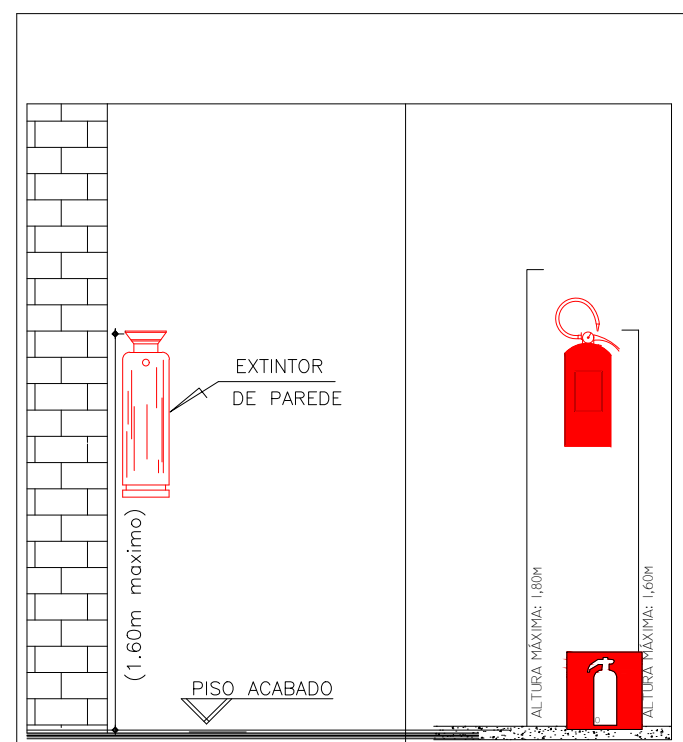 EXTINTOR
DE PAREDE
(1.60m maximo)
PISO ACABADO
ALTURA MÁXIMA: 1,80M
ALTURA MÁXIMA: 1,60M